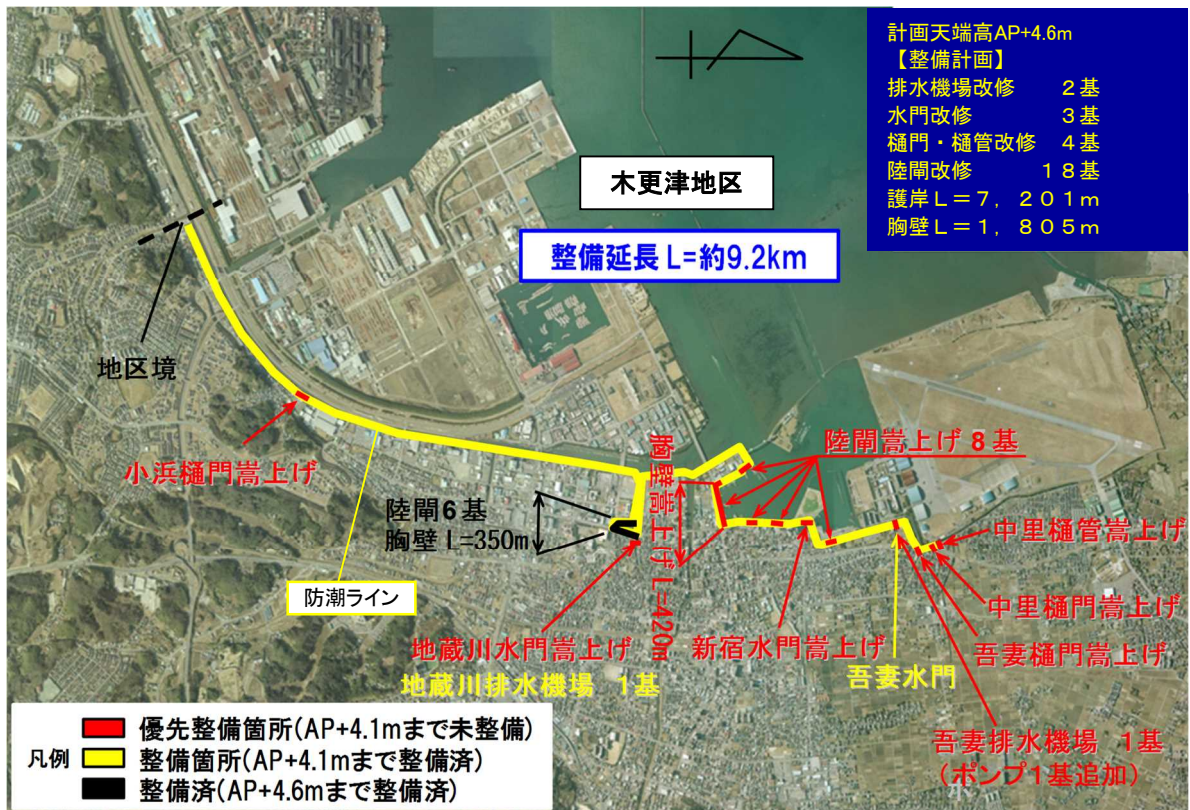 計画天端高AP+4.6m
【整備計画】
排水機場改修　　２基
水門改修　　　　３基
樋門・樋管改修　４基
陸閘改修　　　１８基
護岸Ｌ＝７，２０１ｍ
胸壁Ｌ＝１，８０５ｍ
木更津地区
整備延長 L=約9.2km
地区境
小浜樋門嵩上げ
陸閘6基
胸壁 L=350m
防潮ライン
胸壁嵩上げ L=420m
陸閘嵩上げ 8基
地蔵川水門嵩上げ
地蔵川排水機場　1基
新宿水門嵩上げ
吾妻水門
中里樋管嵩上げ
中里樋門嵩上げ
吾妻樋門嵩上げ
吾妻排水機場　1基
（ポンプ1基追加）
凡例
優先整備箇所(AP+4.1mまで未整備)
整備箇所(AP+4.1mまで整備済)
整備済(AP+4.6mまで整備済)